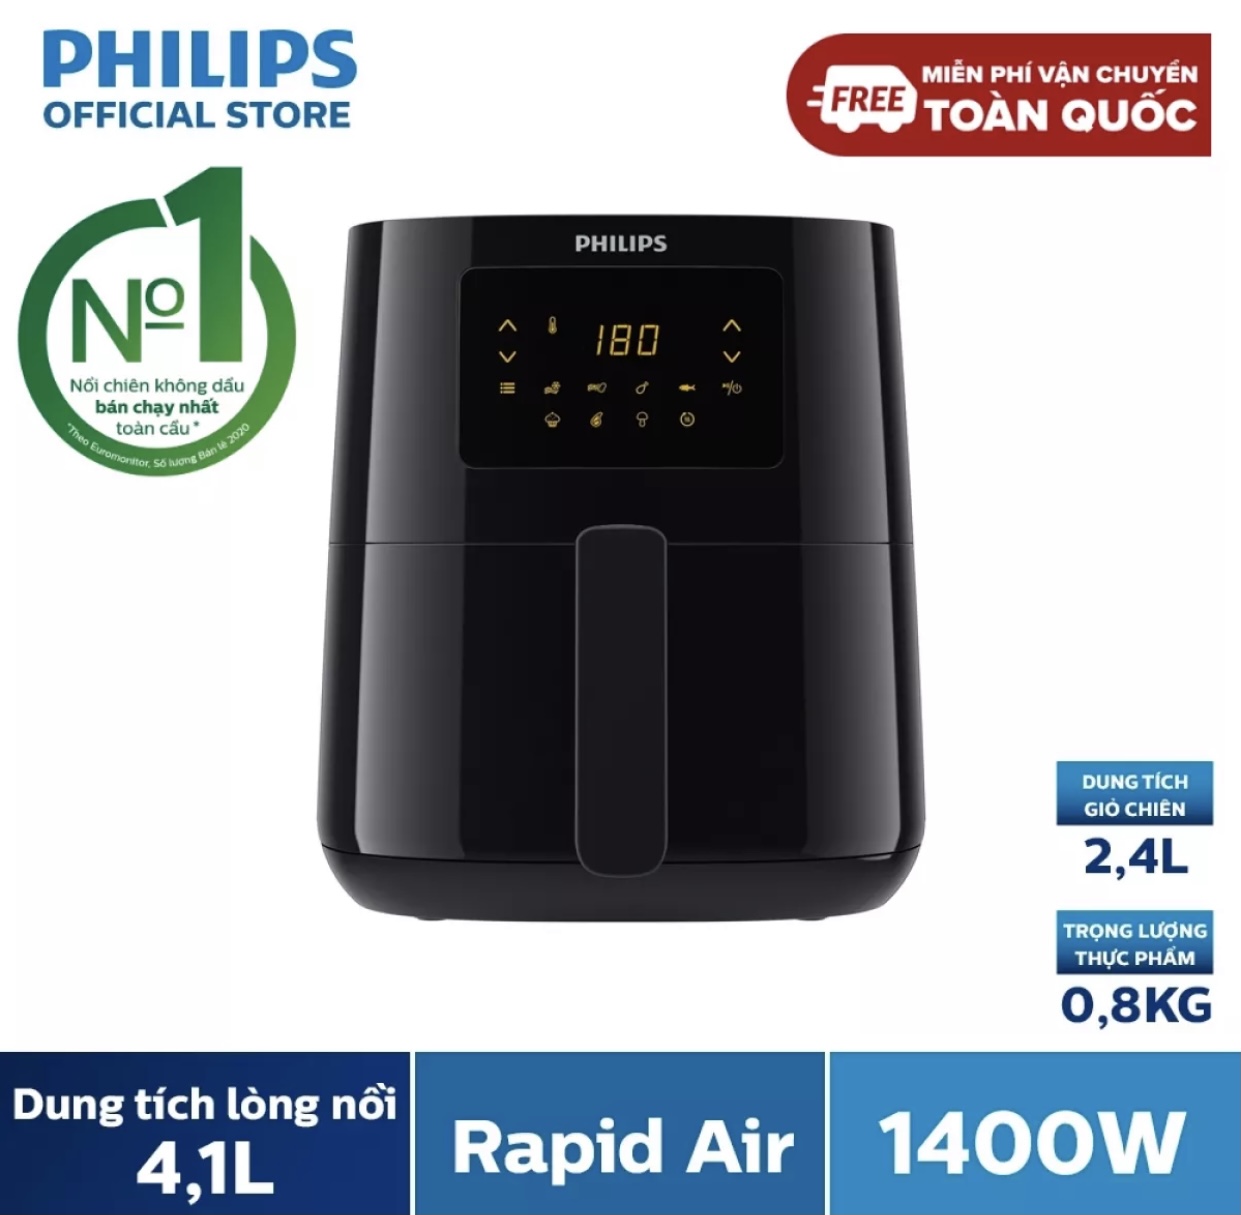 PHILIPS
OFFICIAL STORE
FREE
MIỄN PHÍ VẬN CHUYỂN
TOÀN QUỐC
Nº1
Nồi chiên không dầu
bán chạy nhất
toàn cầu *
*Theo Euromonitor, Số lượng Bán lẻ 2020
PHILIPS
180
DUNG TÍCH
GIỎ CHIÊN
2,4L
TRỌNG LƯỢNG
THỰC PHẨM
0,8KG
Dung tích lòng nồi
4,1L
Rapid Air
1400W